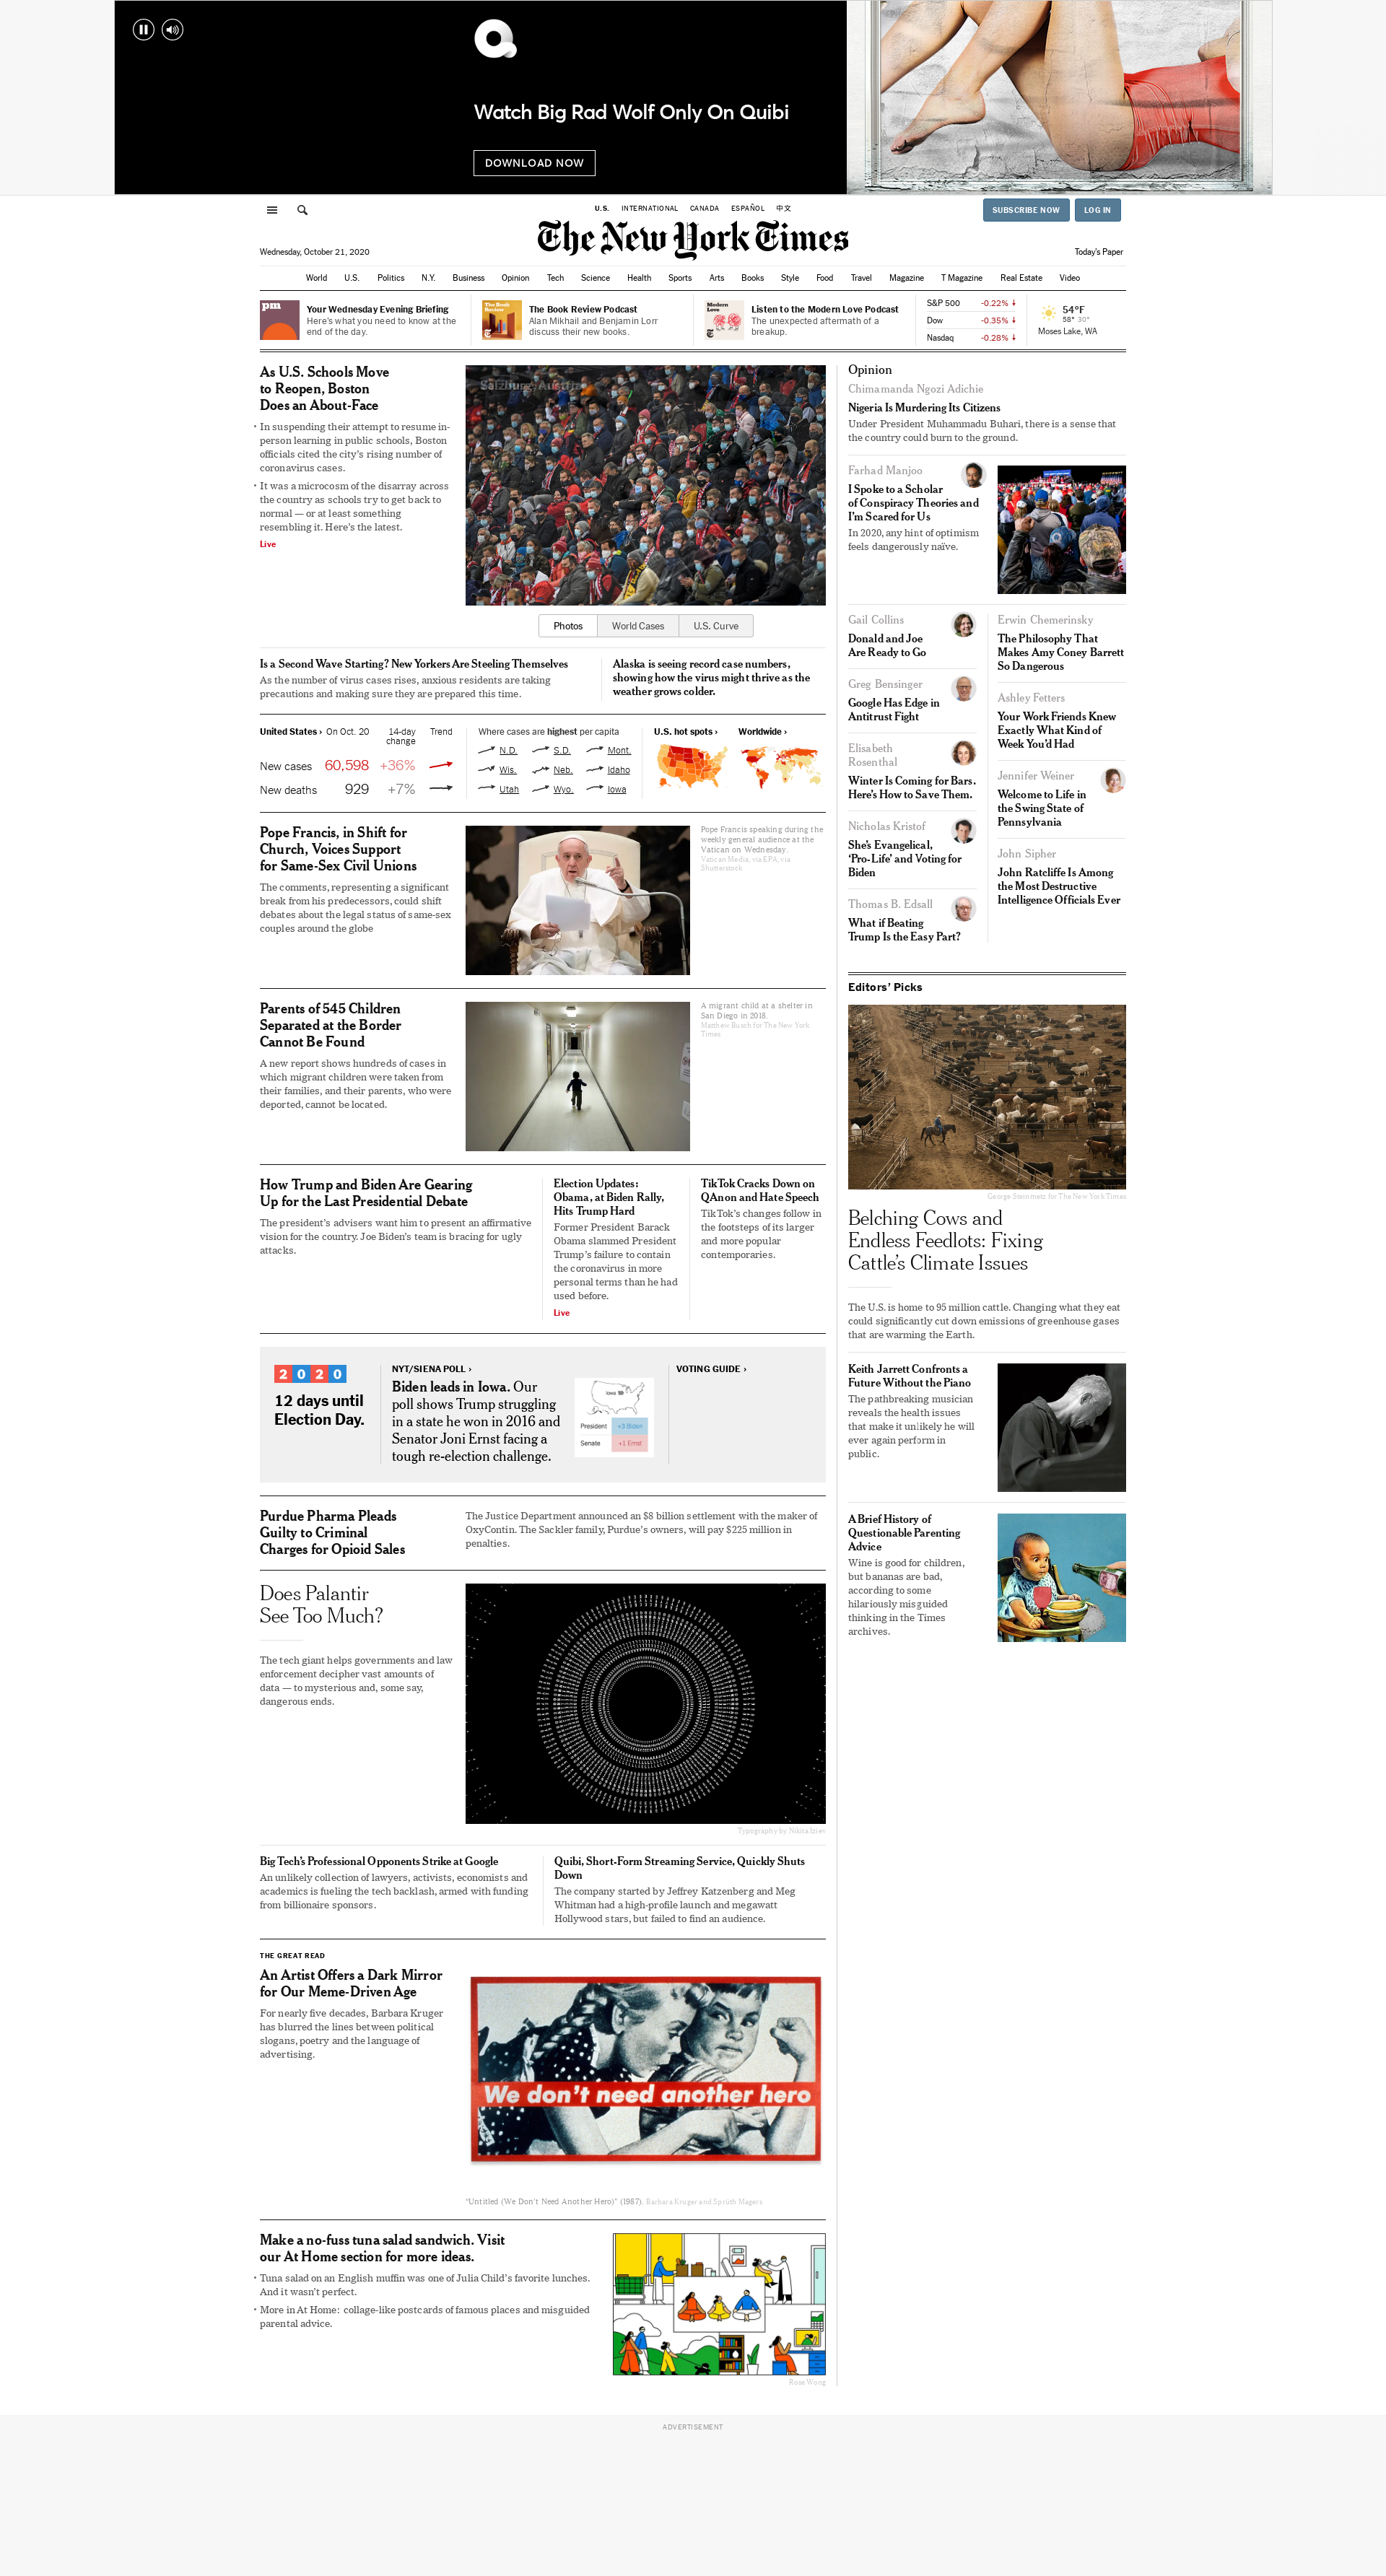 Watch Big Rad Wolf Only On Quibi
DOWNLOAD NOW
U.S. INTERNATIONAL CANADA ESPAÑOL 中文
SUBSCRIBE NOW LOG IN
The New York Times
Wednesday, October 21, 2020
Today's Paper
World U.S. Politics N.Y. Business Opinion Tech Science Health Sports Arts Books Style Food Travel Magazine T Magazine Real Estate Video
pm
Your Wednesday Evening Briefing
Here's what you need to know at the
end of the day.
The Book
Review
The Book Review Podcast
Alan Mikhail and Benjamin Lorr
discuss their new books.
Modern
Love
Listen to the Modern Love Podcast
The unexpected aftermath of a
breakup.
S&P 500 -0.22%
Dow -0.35%
Nasdaq -0.28%
54°F
58° 30°
Moses Lake, WA
As U.S. Schools Move
to Reopen, Boston
Does an About-Face
• In suspending their attempt to resume in-
person learning in public schools, Boston
officials cited the city's rising number of
coronavirus cases.
• It was a microcosm of the disarray across
the country as schools try to get back to
normal — or at least something
resembling it. Here's the latest.
Live
Salzburg, Austria
Photos World Cases U.S. Curve
Is a Second Wave Starting? New Yorkers Are Steeling Themselves
As the number of virus cases rises, anxious residents are taking
precautions and making sure they are prepared this time.
Alaska is seeing record case numbers,
showing how the virus might thrive as the
weather grows colder.
United States › On Oct. 20 14-day
change Trend
New cases 60,598 +36%
New deaths 929 +7%
Where cases are highest per capita
N.D. S.D. Mont.
Wis. Neb. Idaho
Utah Wyo. Iowa
U.S. hot spots › Worldwide ›
Pope Francis, in Shift for
Church, Voices Support
for Same-Sex Civil Unions
The comments, representing a significant
break from his predecessors, could shift
debates about the legal status of same-sex
couples around the globe
Pope Francis speaking during the
weekly general audience at the
Vatican on Wednesday.
Vatican Media, via EPA, via
Shutterstock
Parents of 545 Children
Separated at the Border
Cannot Be Found
A new report shows hundreds of cases in
which migrant children were taken from
their families, and their parents, who were
deported, cannot be located.
A migrant child at a shelter in
San Diego in 2018.
Matthew Busch for The New York
Times
How Trump and Biden Are Gearing
Up for the Last Presidential Debate
The president's advisers want him to present an affirmative
vision for the country. Joe Biden's team is bracing for ugly
attacks.
Election Updates:
Obama, at Biden Rally,
Hits Trump Hard
Former President Barack
Obama slammed President
Trump's failure to contain
the coronavirus in more
personal terms than he had
used before.
Live
TikTok Cracks Down on
QAnon and Hate Speech
TikTok's changes follow in
the footsteps of its larger
and more popular
contemporaries.
2020
12 days until
Election Day.
NYT/SIENA POLL ›
Biden leads in Iowa. Our
poll shows Trump struggling
in a state he won in 2016 and
Senator Joni Ernst facing a
tough re-election challenge.
Iowa
President +3 Biden
Senate +1 Ernst
VOTING GUIDE ›
Purdue Pharma Pleads
Guilty to Criminal
Charges for Opioid Sales
The Justice Department announced an $8 billion settlement with the maker of
OxyContin. The Sackler family, Purdue's owners, will pay $225 million in
penalties.
Does Palantir
See Too Much?
The tech giant helps governments and law
enforcement decipher vast amounts of
data — to mysterious and, some say,
dangerous ends.
Typography by Nikita Iziev
Big Tech's Professional Opponents Strike at Google
An unlikely collection of lawyers, activists, economists and
academics is fueling the tech backlash, armed with funding
from billionaire sponsors.
Quibi, Short-Form Streaming Service, Quickly Shuts
Down
The company started by Jeffrey Katzenberg and Meg
Whitman had a high-profile launch and megawatt
Hollywood stars, but failed to find an audience.
THE GREAT READ
An Artist Offers a Dark Mirror
for Our Meme-Driven Age
For nearly five decades, Barbara Kruger
has blurred the lines between political
slogans, poetry and the language of
advertising.
We don't need another hero
"Untitled (We Don't Need Another Hero)" (1987). Barbara Kruger and Sprüth Magers
Make a no-fuss tuna salad sandwich. Visit
our At Home section for more ideas.
• Tuna salad on an English muffin was one of Julia Child's favorite lunches.
And it wasn't perfect.
• More in At Home: collage-like postcards of famous places and misguided
parental advice.
Rose Wong
Opinion
Chimamanda Ngozi Adichie
Nigeria Is Murdering Its Citizens
Under President Muhammadu Buhari, there is a sense that
the country could burn to the ground.
Farhad Manjoo
I Spoke to a Scholar
of Conspiracy Theories and
I'm Scared for Us
In 2020, any hint of optimism
feels dangerously naïve.
Gail Collins
Donald and Joe
Are Ready to Go
Greg Bensinger
Google Has Edge in
Antitrust Fight
Elisabeth
Rosenthal
Winter Is Coming for Bars.
Here's How to Save Them.
Nicholas Kristof
She's Evangelical,
'Pro-Life' and Voting for
Biden
Thomas B. Edsall
What if Beating
Trump Is the Easy Part?
Erwin Chemerinsky
The Philosophy That
Makes Amy Coney Barrett
So Dangerous
Ashley Fetters
Your Work Friends Knew
Exactly What Kind of
Week You'd Had
Jennifer Weiner
Welcome to Life in
the Swing State of
Pennsylvania
John Sipher
John Ratcliffe Is Among
the Most Destructive
Intelligence Officials Ever
Editors' Picks
George Steinmetz for The New York Times
Belching Cows and
Endless Feedlots: Fixing
Cattle's Climate Issues
The U.S. is home to 95 million cattle. Changing what they eat
could significantly cut down emissions of greenhouse gases
that are warming the Earth.
Keith Jarrett Confronts a
Future Without the Piano
The pathbreaking musician
reveals the health issues
that make it unlikely he will
ever again perform in
public.
A Brief History of
Questionable Parenting
Advice
Wine is good for children,
but bananas are bad,
according to some
hilariously misguided
thinking in the Times
archives.
ADVERTISEMENT